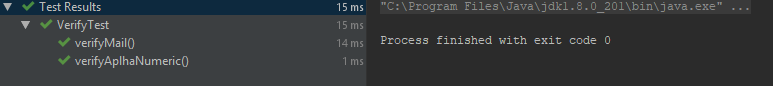 Test Results 15 ms
VerifyTest 15 ms
verifyMail() 14 ms
verifyAplhaNumeric() 1 ms
"C:\Program Files\Java\jdk1.8.0_201\bin\java.exe" ...
Process finished with exit code 0